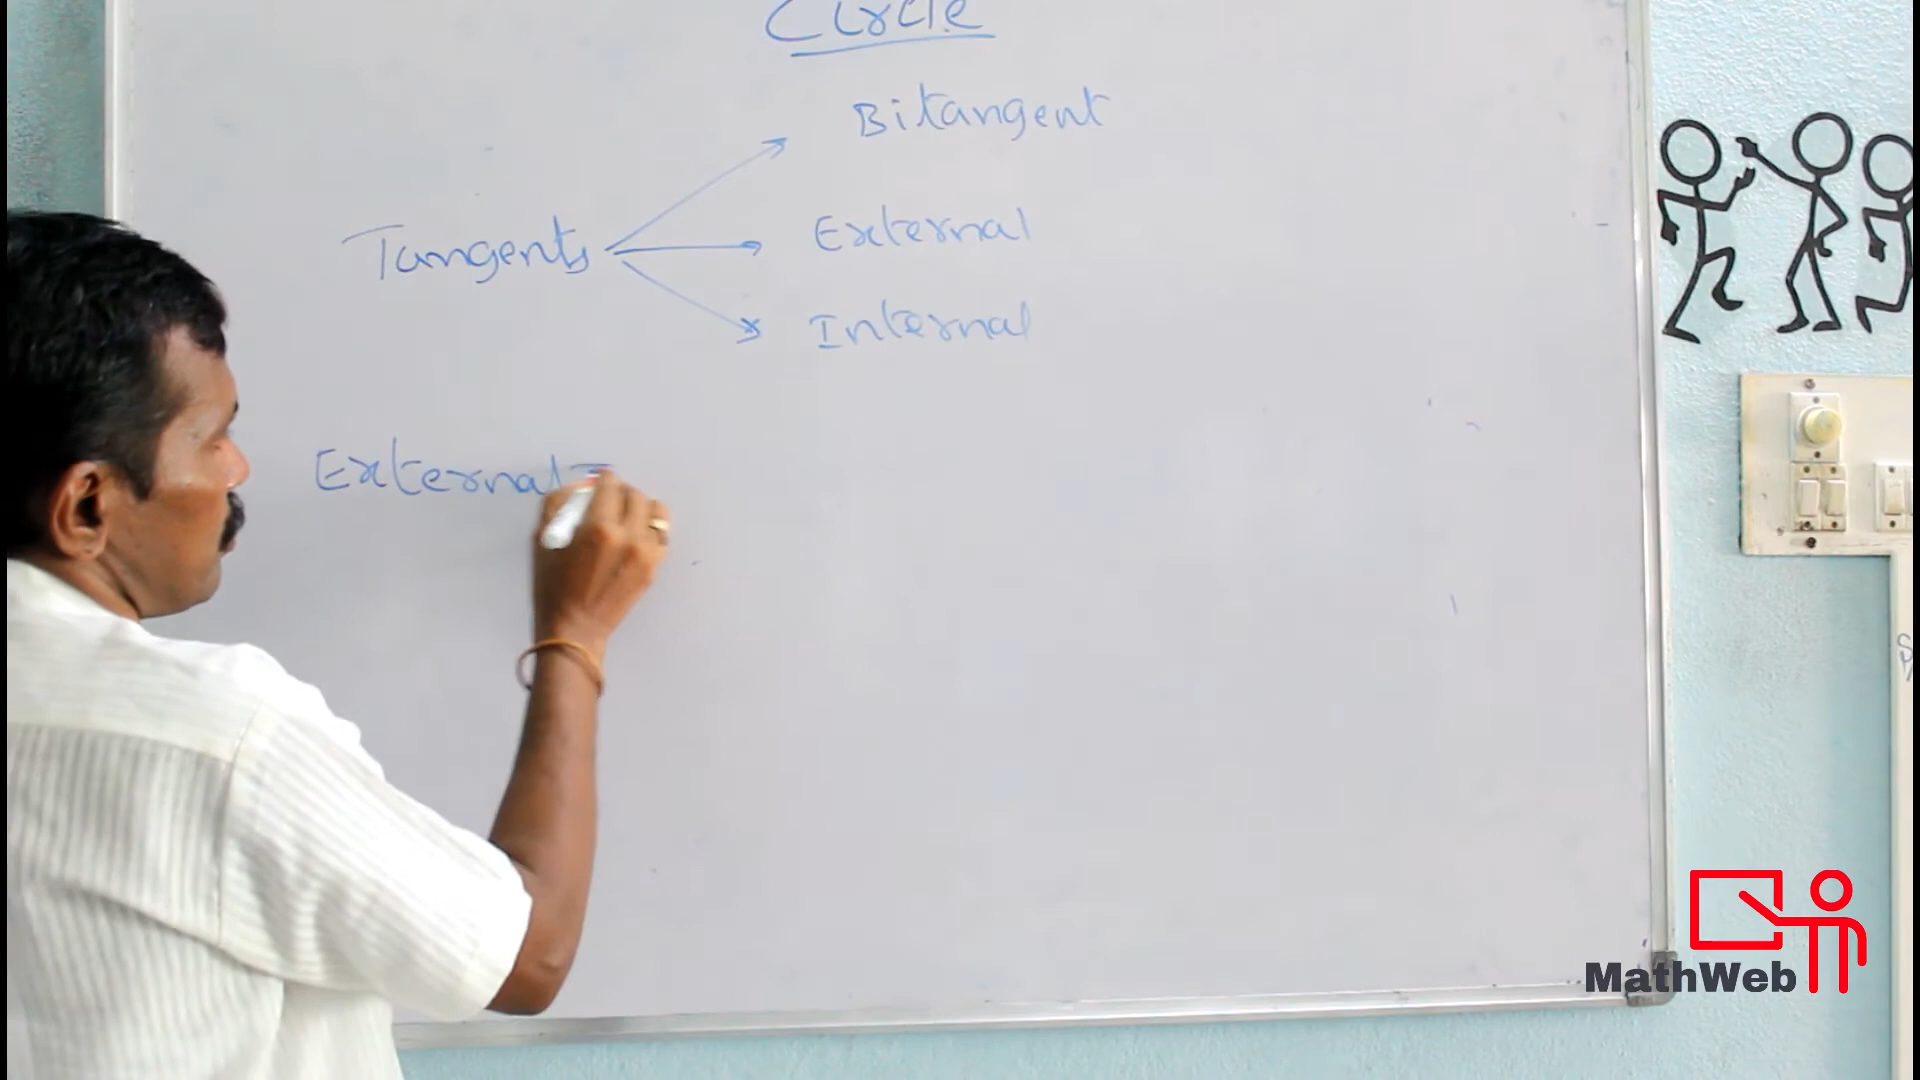 Circle
Bitangent
Tangents
External
Internal
External T
MathWeb